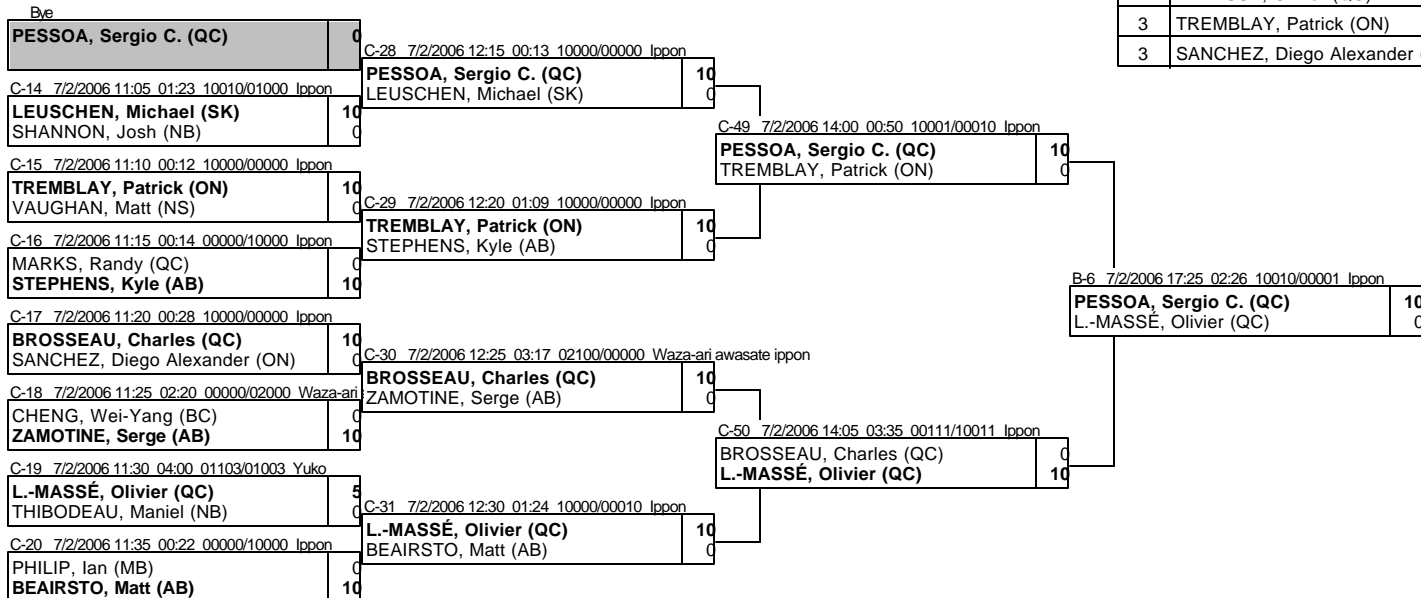 Bye
PESSOA, Sergio C. (QC) 0
C-14 7/2/2006 11:05 01:23 10010/01000 Ippon
LEUSCHEN, Michael (SK) 10
SHANNON, Josh (NB) 0
C-15 7/2/2006 11:10 00:12 10000/00000 Ippon
TREMBLAY, Patrick (ON) 10
VAUGHAN, Matt (NS) 0
C-16 7/2/2006 11:15 00:14 00000/10000 Ippon
MARKS, Randy (QC) 0
STEPHENS, Kyle (AB) 10
C-17 7/2/2006 11:20 00:28 10000/00000 Ippon
BROSSEAU, Charles (QC) 10
SANCHEZ, Diego Alexander (ON) 0
C-18 7/2/2006 11:25 02:20 00000/02000 Waza-ari
CHENG, Wei-Yang (BC) 0
ZAMOTINE, Serge (AB) 10
C-19 7/2/2006 11:30 04:00 01103/01003 Yuko
L.-MASSÉ, Olivier (QC) 5
THIBODEAU, Maniel (NB) 0
C-20 7/2/2006 11:35 00:22 00000/10000 Ippon
PHILIP, Ian (MB) 0
BEAIRSTO, Matt (AB) 10
C-28 7/2/2006 12:15 00:13 10000/00000 Ippon
PESSOA, Sergio C. (QC) 10
LEUSCHEN, Michael (SK) 0
C-29 7/2/2006 12:20 01:09 10000/00000 Ippon
TREMBLAY, Patrick (ON) 10
STEPHENS, Kyle (AB) 0
C-30 7/2/2006 12:25 03:17 02100/00000 Waza-ari awasate ippon
BROSSEAU, Charles (QC) 10
ZAMOTINE, Serge (AB) 0
C-31 7/2/2006 12:30 01:24 10000/00010 Ippon
L.-MASSÉ, Olivier (QC) 10
BEAIRSTO, Matt (AB) 0
C-49 7/2/2006 14:00 00:50 10001/00010 Ippon
PESSOA, Sergio C. (QC) 10
TREMBLAY, Patrick (ON) 0
C-50 7/2/2006 14:05 03:35 00111/10011 Ippon
BROSSEAU, Charles (QC) 0
L.-MASSÉ, Olivier (QC) 10
B-6 7/2/2006 17:25 02:26 10010/00001 Ippon
PESSOA, Sergio C. (QC) 10
L.-MASSÉ, Olivier (QC) 0
3 TREMBLAY, Patrick (ON)
3 SANCHEZ, Diego Alexander